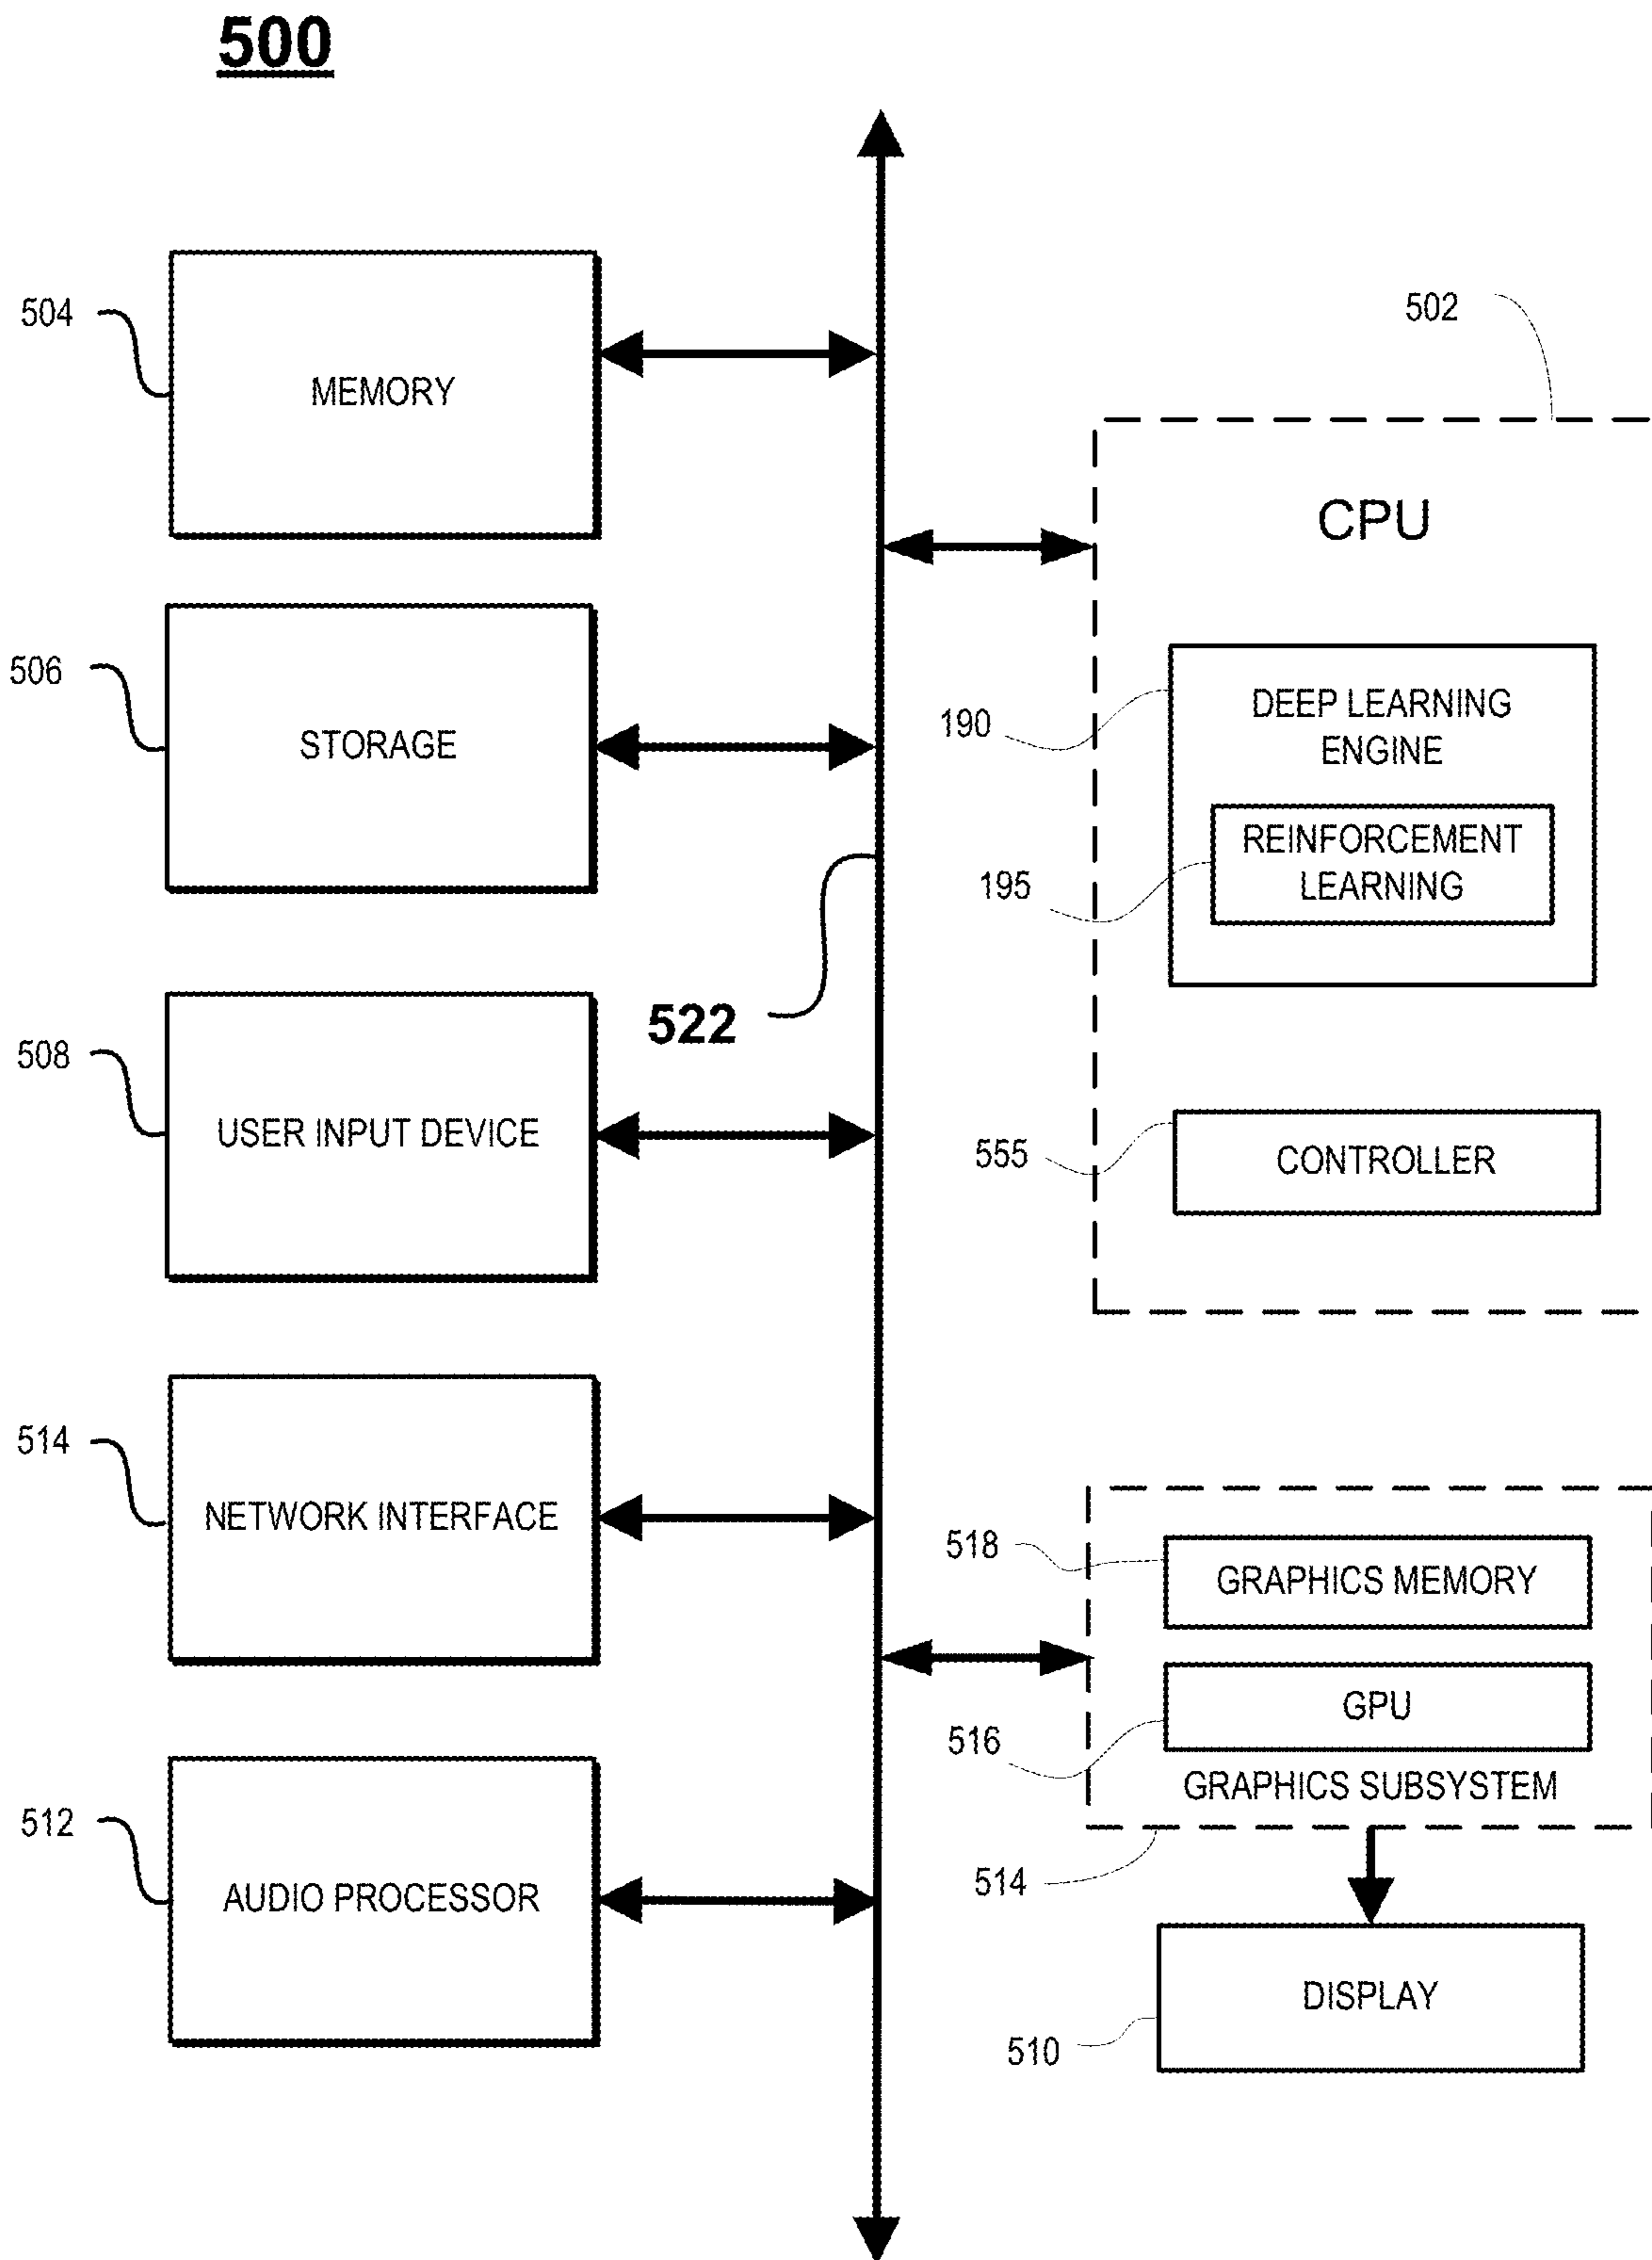 500
504
MEMORY
502
CPU
506
STORAGE
190
DEEP LEARNING
ENGINE
195
REINFORCEMENT
LEARNING
522
508
USER INPUT DEVICE
555
CONTROLLER
514
NETWORK INTERFACE
518
GRAPHICS MEMORY
516
GPU
GRAPHICS SUBSYSTEM
514
512
AUDIO PROCESSOR
510
DISPLAY